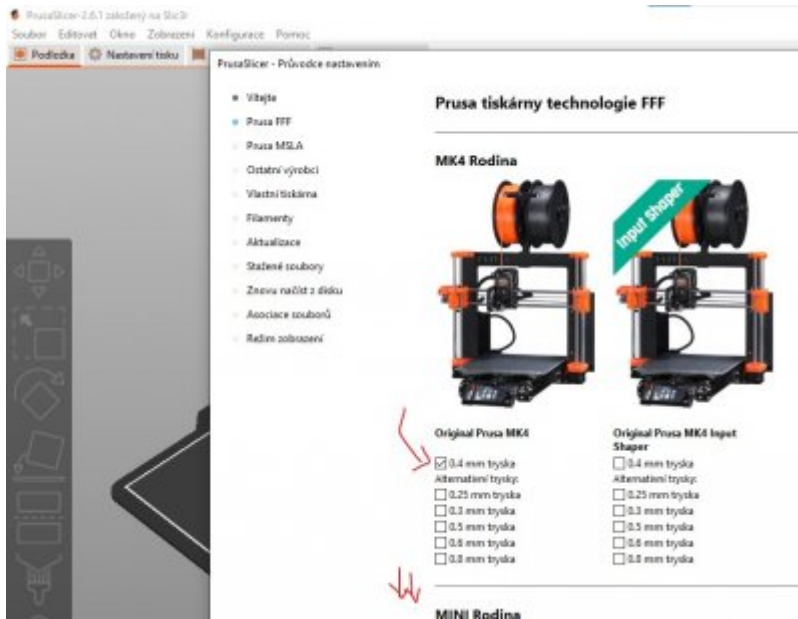 PrusaSlicer-2.6.1 založený na Slic3r
Soubor Editovat Okno Zobrazení Konfigurace Pomoc
Podložka Nastavení tisku
PrusaSlicer - Průvodce nastavením
Vítejte
Prusa FFF
Prusa MSLA
Ostatní výrobci
Vlastní tiskárna
Filamenty
Aktualizace
Stažené soubory
Znovu načíst z disku
Asociace souborů
Režim zobrazení
Prusa tiskárny technologie FFF
MK4 Rodina
Input Shaper
Original Prusa MK4
0.4 mm tryska
Alternativní trysky:
0.25 mm tryska
0.3 mm tryska
0.5 mm tryska
0.6 mm tryska
0.8 mm tryska
Original Prusa MK4 Input
Shaper
0.4 mm tryska
Alternativní trysky:
0.25 mm tryska
0.3 mm tryska
0.5 mm tryska
0.6 mm tryska
0.8 mm tryska
MINI Rodina